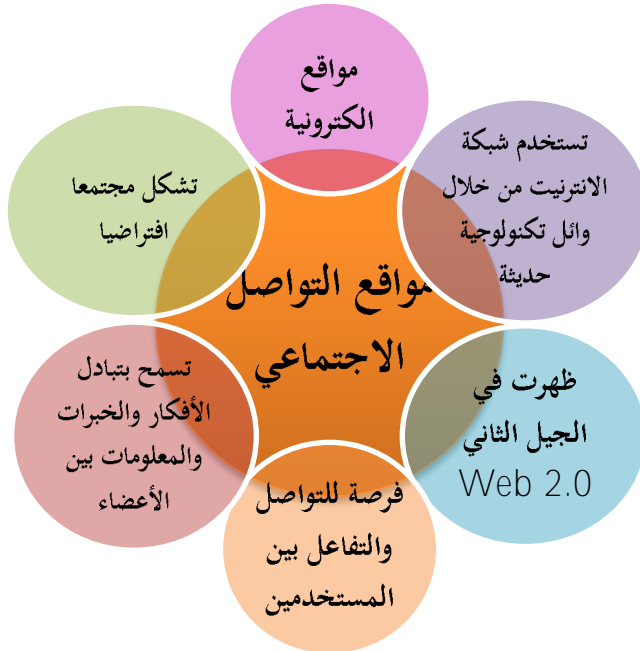 مواقع
الكترونية
تستخدم شبكة
الانترنيت من خلال
وائل تكنولوجية
حديثة
ظهرت في
الجيل الثاني
Web 2.0
فرصة للتواصل
والتفاعل بين
المستخدمين
تسمح بتبادل
الأفكار والخبرات
والمعلومات بين
الأعضاء
تشكل مجتمعا
افتراضيا
مواقع التواصل
الاجتماعي